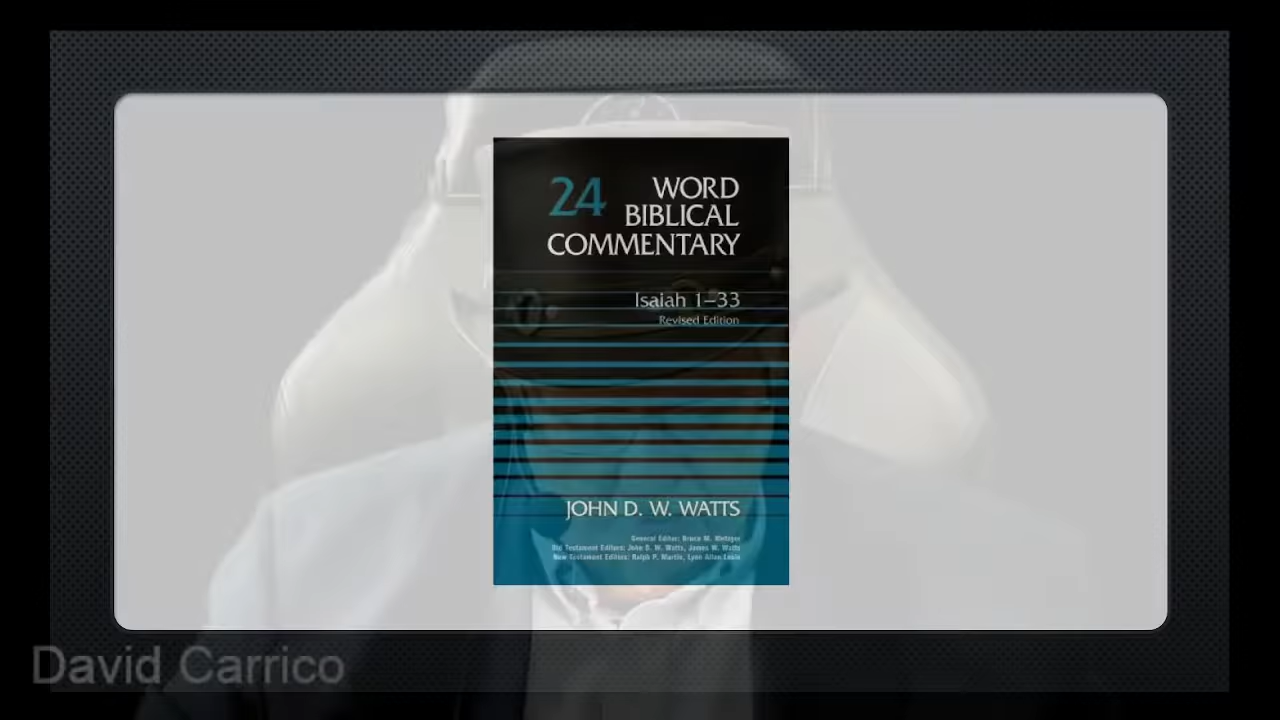 24 WORD
BIBLICAL
COMMENTARY
Isaiah 1–33
Revised Edition
JOHN D. W. WATTS
General Editor: Bruce M. Metzger
Old Testament Editors: John D. W. Watts, James W. Watts
New Testament Editors: Ralph P. Martin, Lynn Allan Losie
David Carrico